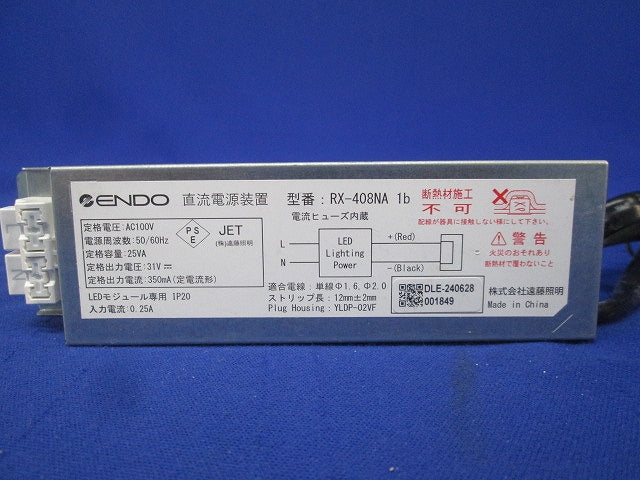 ENDO 直流電源装置 型番：RX-408NA 1b
電流ヒューズ内蔵
定格電圧：AC100V
電源周波数：50/60Hz
定格容量：25VA
定格出力電圧：31V⎓
定格出力電流：350mA(定電流形)
LEDモジュール専用 IP20
入力電流：0.25A
PS
E
JET
(株)遠藤照明
L
N
LED
Lighting
Power
+(Red)
-(Black)
適合電線：単線Φ1.6,Φ2.0
ストリップ長：12mm±2mm
Plug Housing：YLDP-02VF
断熱材施工
不可
配線が器具に接触しない様にして下さい。
警告
火災のおそれあり
断熱材で覆わないこと
DLE-240628
001849
株式会社遠藤照明
Made in China